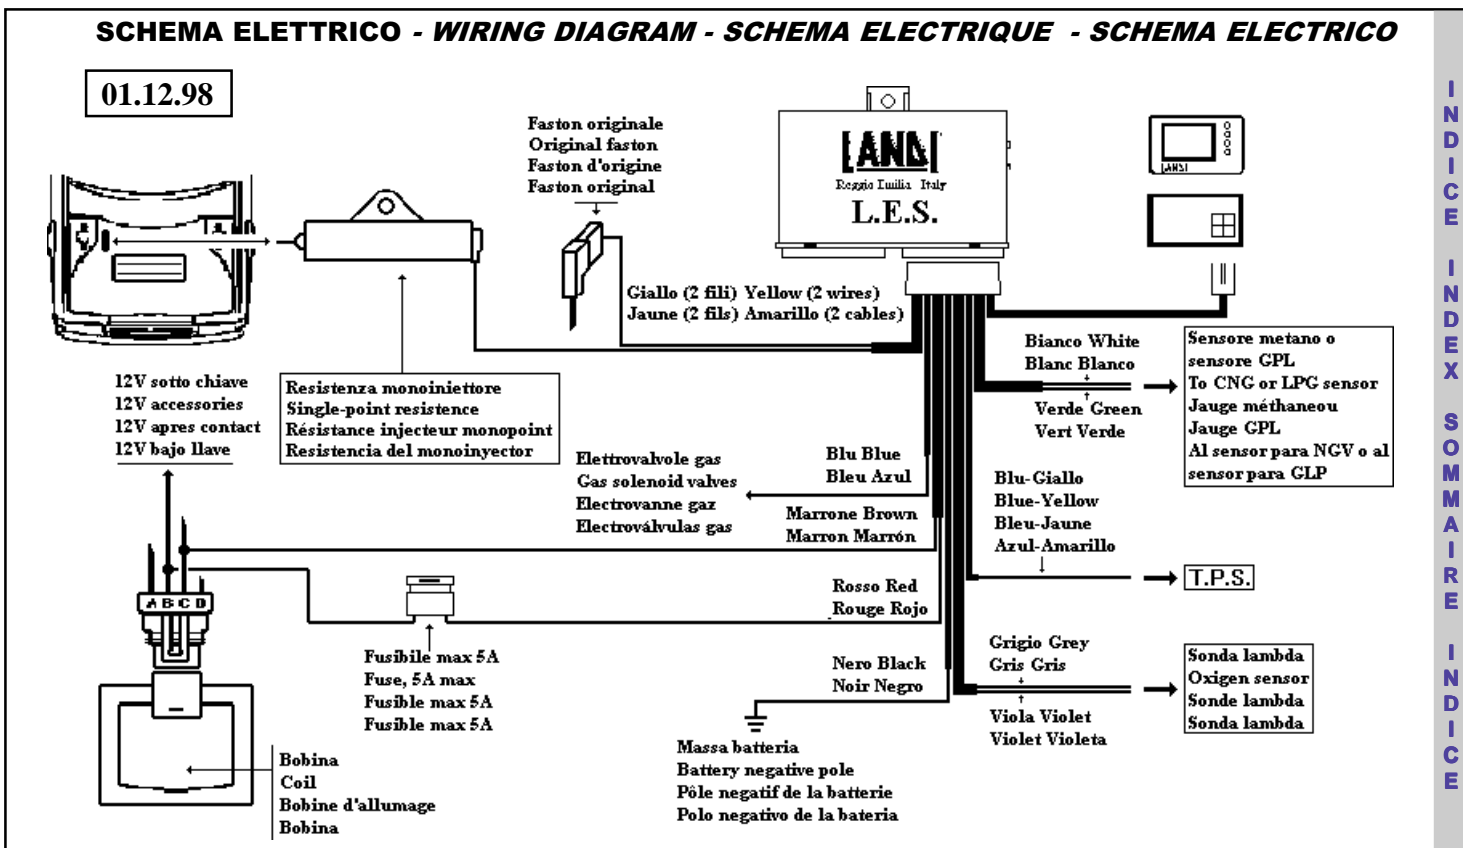 SCHEMA ELETTRICO - WIRING DIAGRAM - SCHEMA ELECTRIQUE - SCHEMA ELECTRICO
01.12.98
Faston originale
Original faston
Faston d'origine
Faston original
LANDI
Reggio Emilia Italy
L.E.S.
LANDI
Giallo (2 fili) Yellow (2 wires)
Jaune (2 fils) Amarillo (2 cables)
Bianco White
Blanc Blanco
Verde Green
Vert Verde
Sensore metano o
sensore GPL
To CNG or LPG sensor
Jauge méthaneou
Jauge GPL
Al sensor para NGV o al
sensor para GLP
12V sotto chiave
12V accessories
12V apres contact
12V bajo llave
Resistenza monoiniettore
Single-point resistence
Résistance injecteur monopoint
Resistencia del monoinyector
Elettrovalvole gas
Gas solenoid valves
Electrovanne gaz
Electroválvulas gas
Blu Blue
Bleu Azul
Marrone Brown
Marron Marrón
Blu-Giallo
Blue-Yellow
Bleu-Jaune
Azul-Amarillo
T.P.S.
A B C D
Rosso Red
Rouge Rojo
Fusibile max 5A
Fuse, 5A max
Fusible max 5A
Fusible max 5A
Nero Black
Noir Negro
Grigio Grey
Gris Gris
Viola Violet
Violet Violeta
Sonda lambda
Oxigen sensor
Sonde lambda
Sonda lambda
Massa batteria
Battery negative pole
Pôle negatif de la batterie
Polo negativo de la bateria
Bobina
Coil
Bobine d'allumage
Bobina
INDICE INDEX SOMMAIRE INDICE